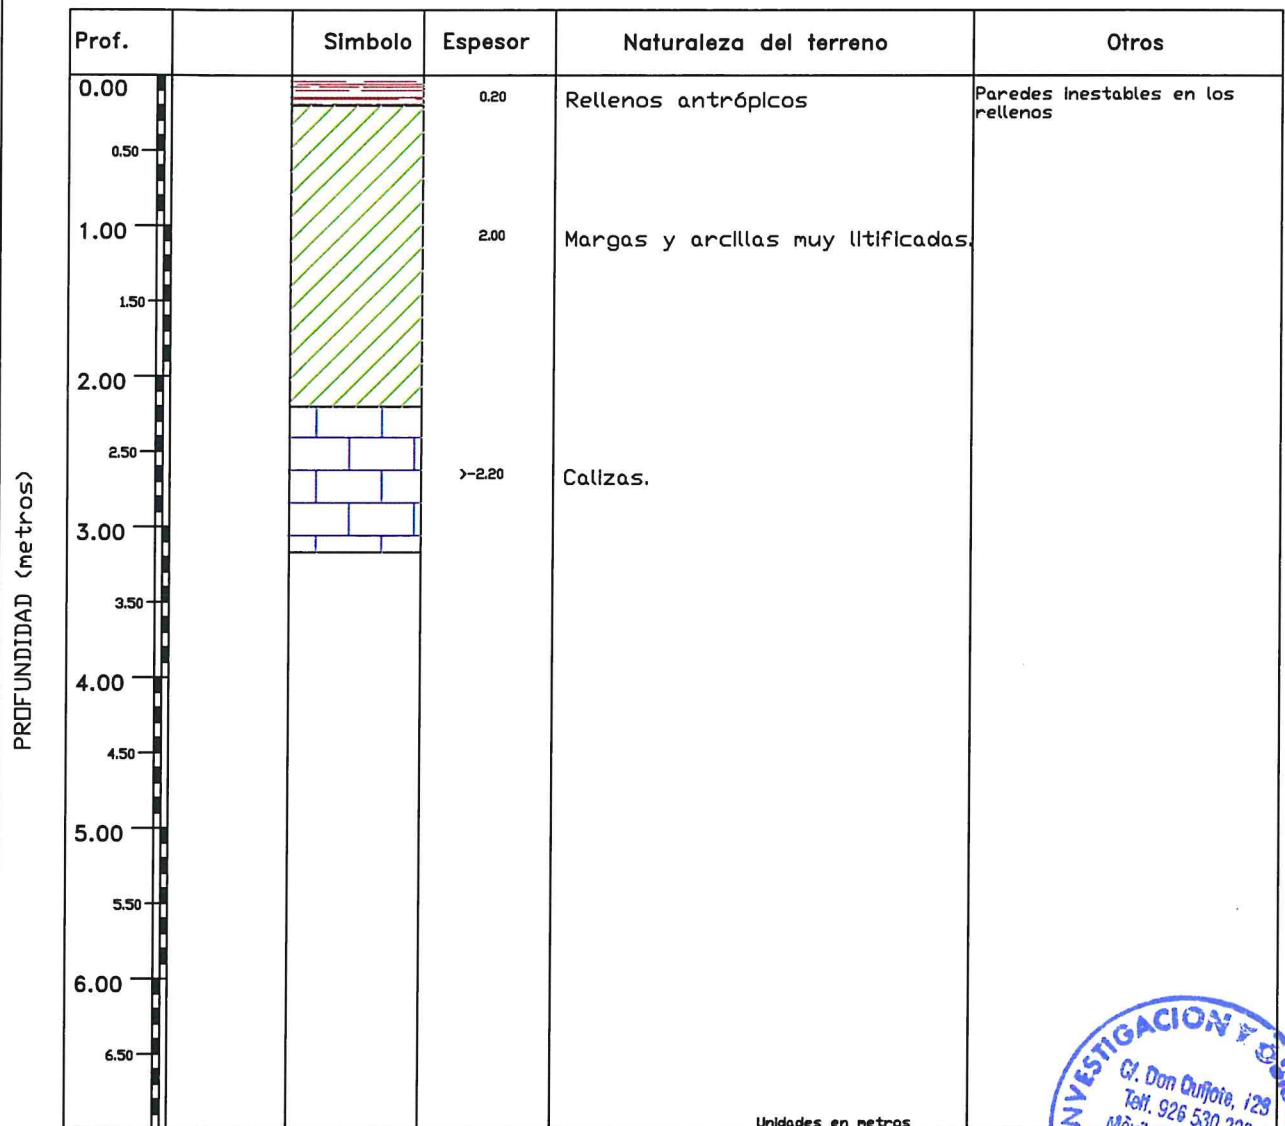 Prof.
Simbolo
Espesor
Naturaleza del terreno
Otros
0.00
0.20
Rellenos antrópicos
Paredes inestables en los
rellenos
0.50
1.00
2.00
Margas y arcillas muy litificadas.
1.50
2.00
2.50
>-2.20
Calizas.
3.00
3.50
4.00
4.50
5.00
5.50
6.00
6.50
PROFUNDIDAD (metros)
Unidades en metros
INVESTIGACION Y
C/. Don Quijote, 129
Telf. 926 530